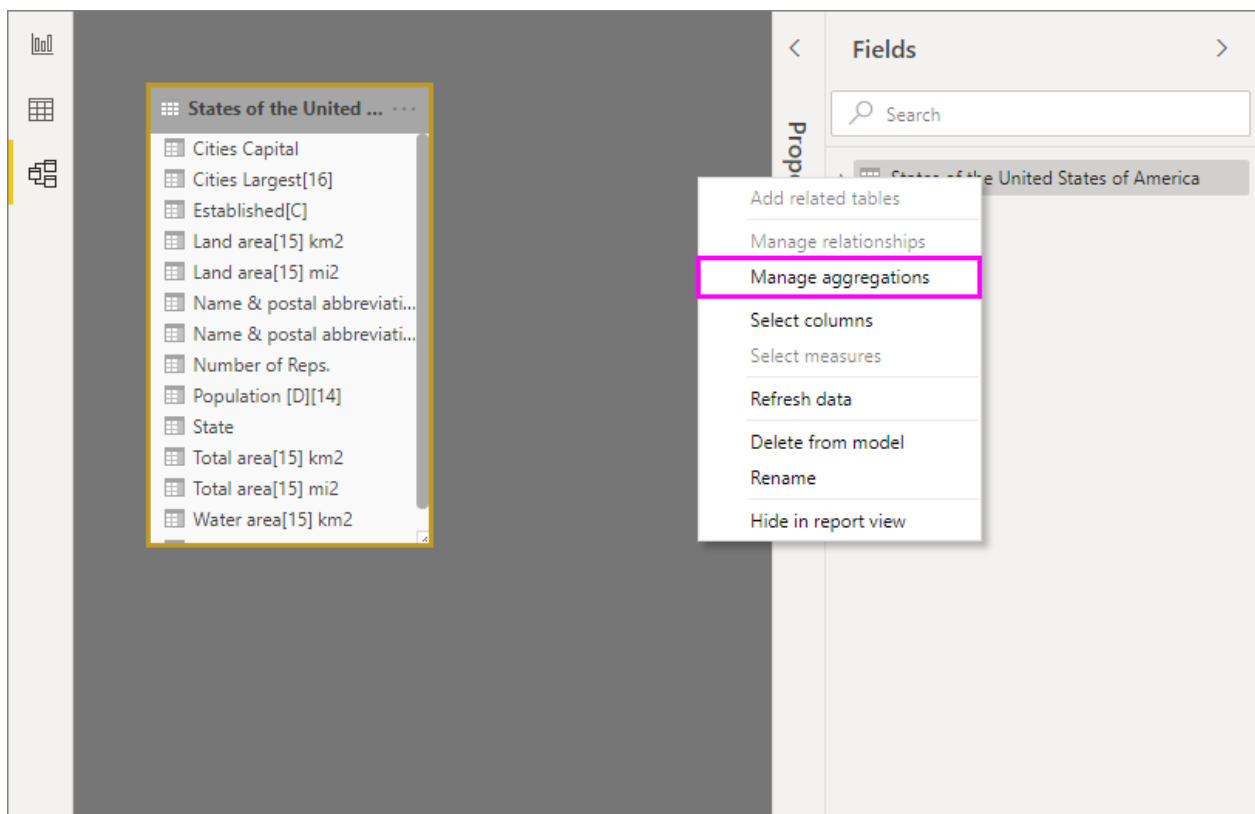 States of the United ...
Cities Capital
Cities Largest[16]
Established[C]
Land area[15] km2
Land area[15] mi2
Name & postal abbreviati...
Name & postal abbreviati...
Number of Reps.
Population [D][14]
State
Total area[15] km2
Total area[15] mi2
Water area[15] km2
Fields
Search
States of the United States of America
Add related tables
Manage relationships
Manage aggregations
Select columns
Select measures
Refresh data
Delete from model
Rename
Hide in report view